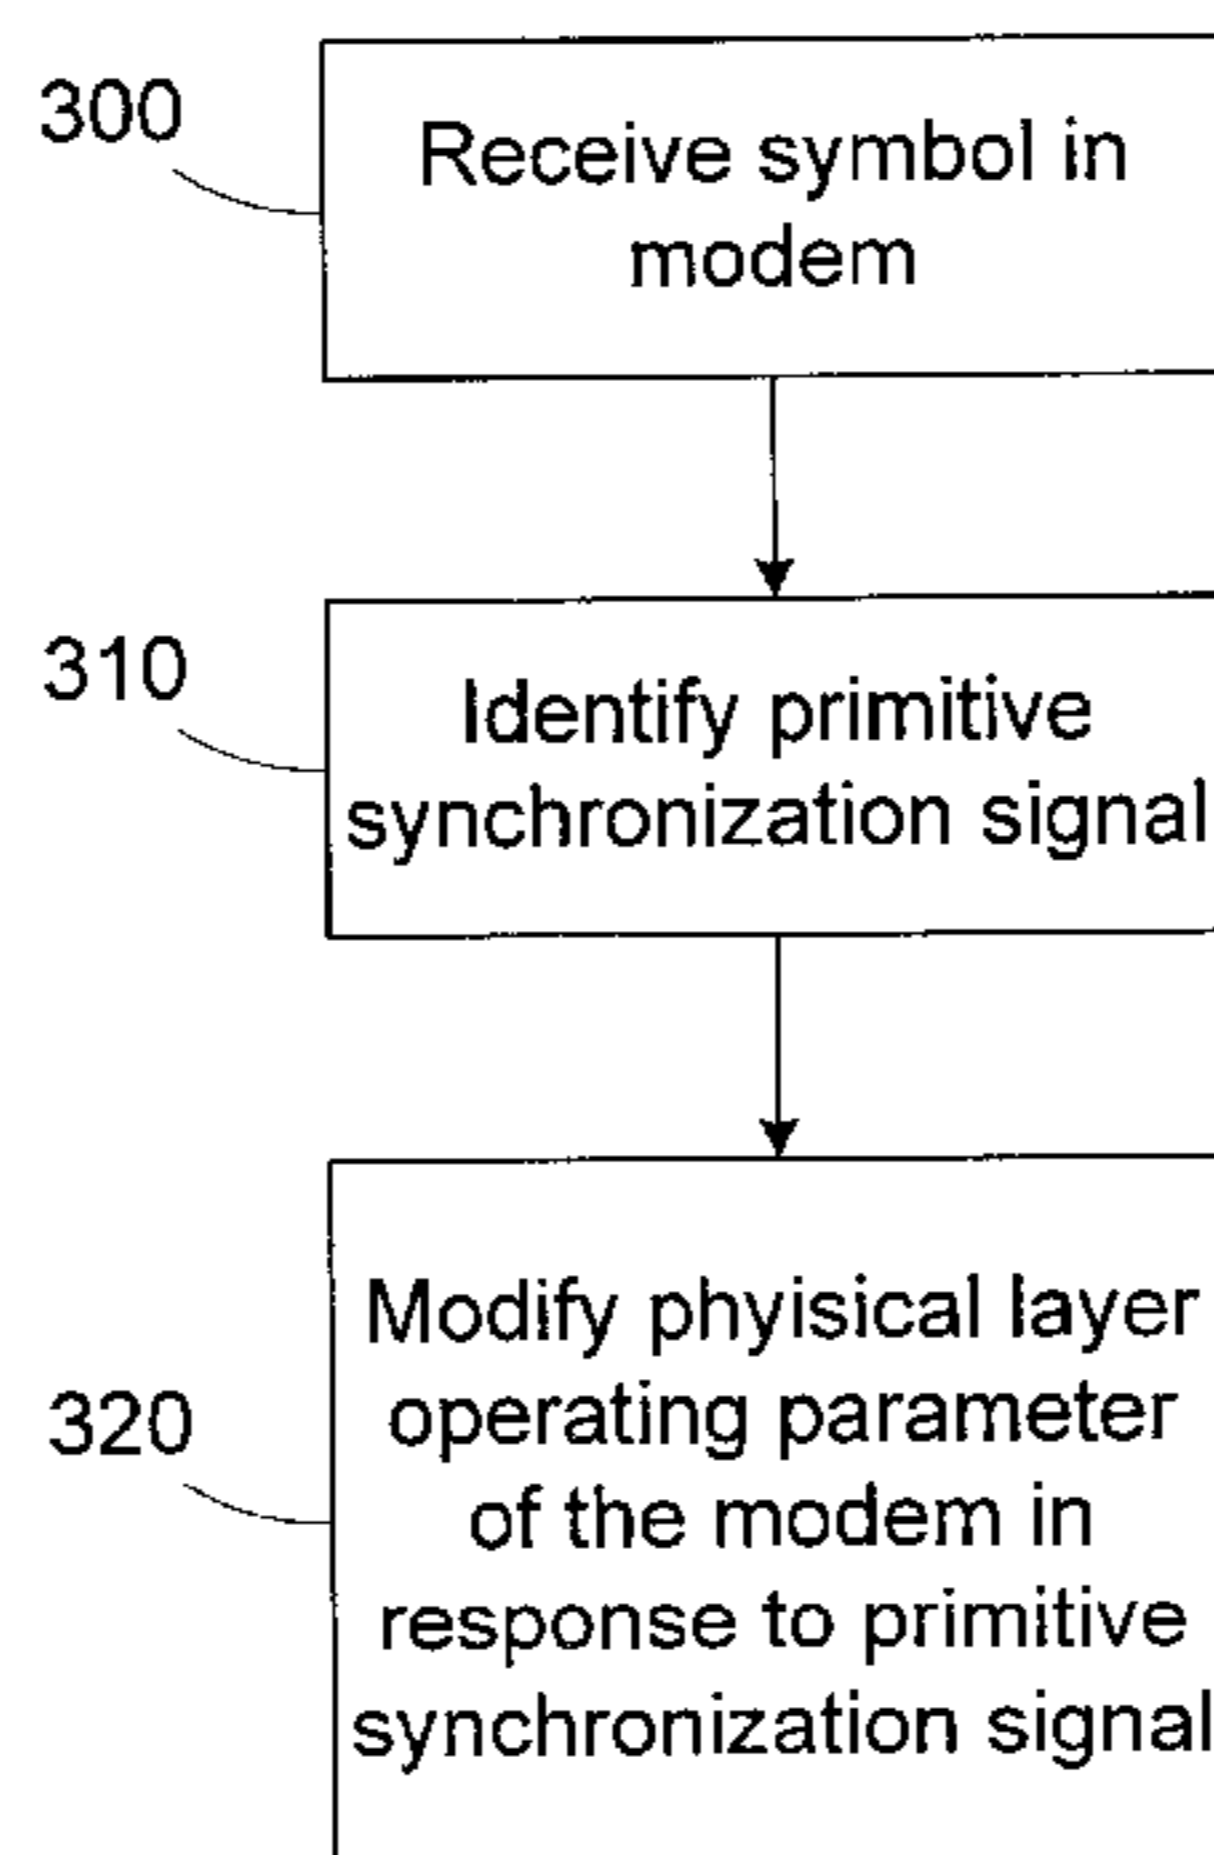 300
Receive symbol in
modem
310
Identify primitive
synchronization signal
320
Modify phyisical layer
operating parameter
of the modem in
response to primitive
synchronization signal